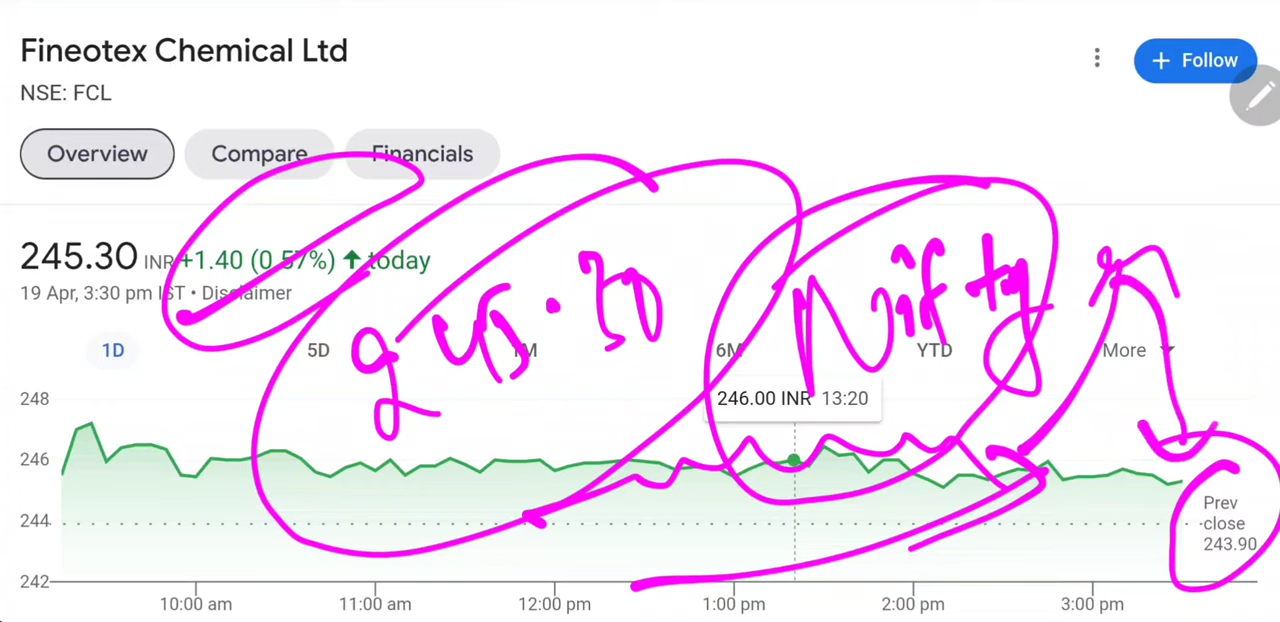 Fineotex Chemical Ltd
NSE: FCL
+ Follow
Overview Compare Financials
245.30 INR +1.40 (0.57%) ↑ today
19 Apr, 3:30 pm IST • Disclaimer
245.30 Nifty
1D 5D 1M 6M YTD More
246.00 INR 13:20
248
246
244
242
Prev
close
243.90
10:00 am 11:00 am 12:00 pm 1:00 pm 2:00 pm 3:00 pm